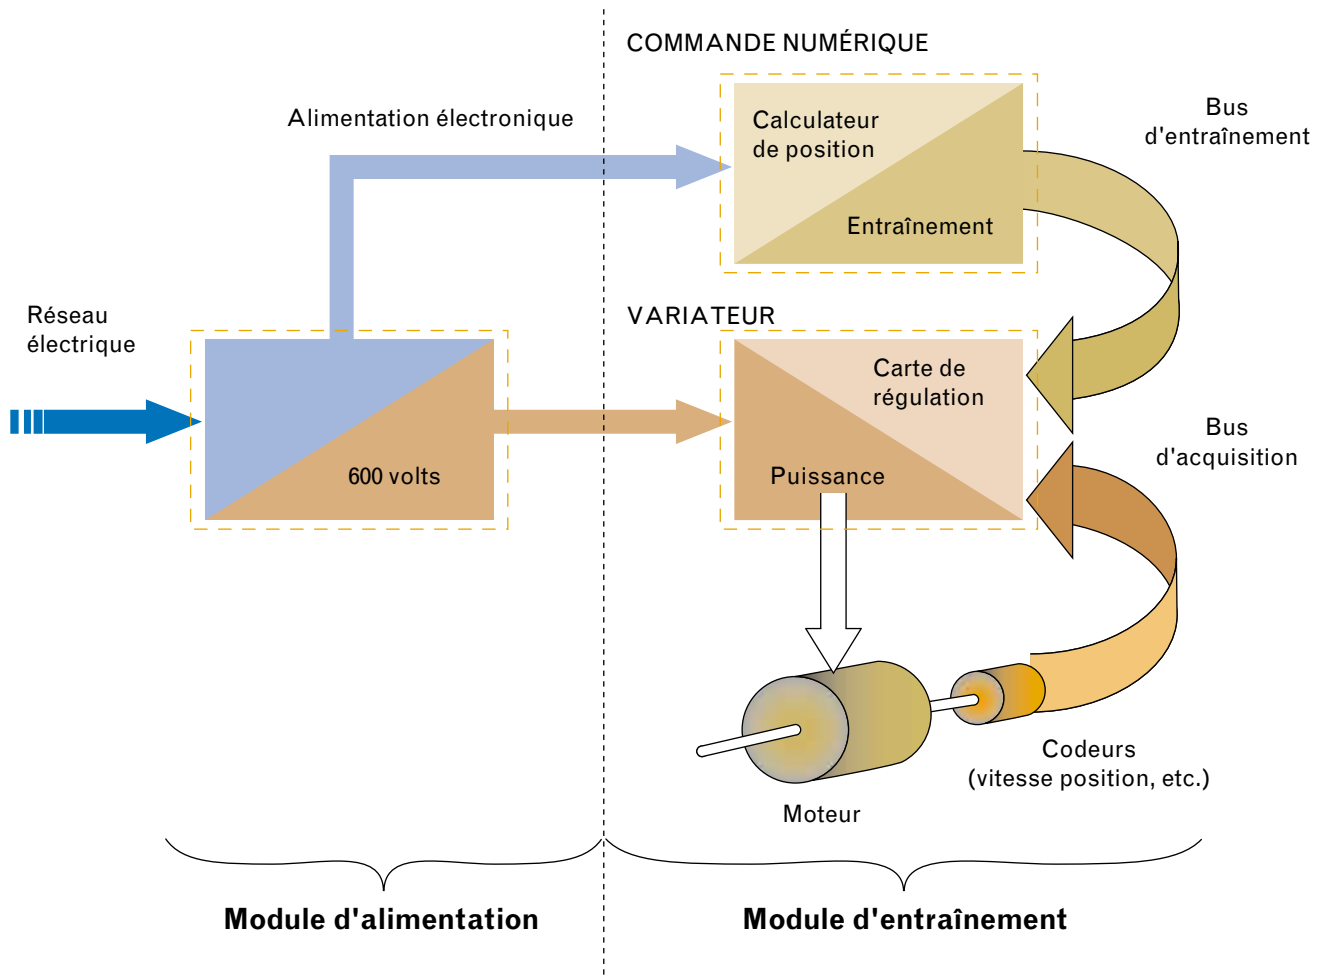 COMMANDE NUMÉRIQUE
Alimentation électronique
Calculateur
de position
Entraînement
Bus
d'entraînement
Réseau
électrique
VARIATEUR
600 volts
Carte de
régulation
Puissance
Bus
d'acquisition
Codeurs
(vitesse position, etc.)
Moteur
Module d'alimentation
Module d'entraînement